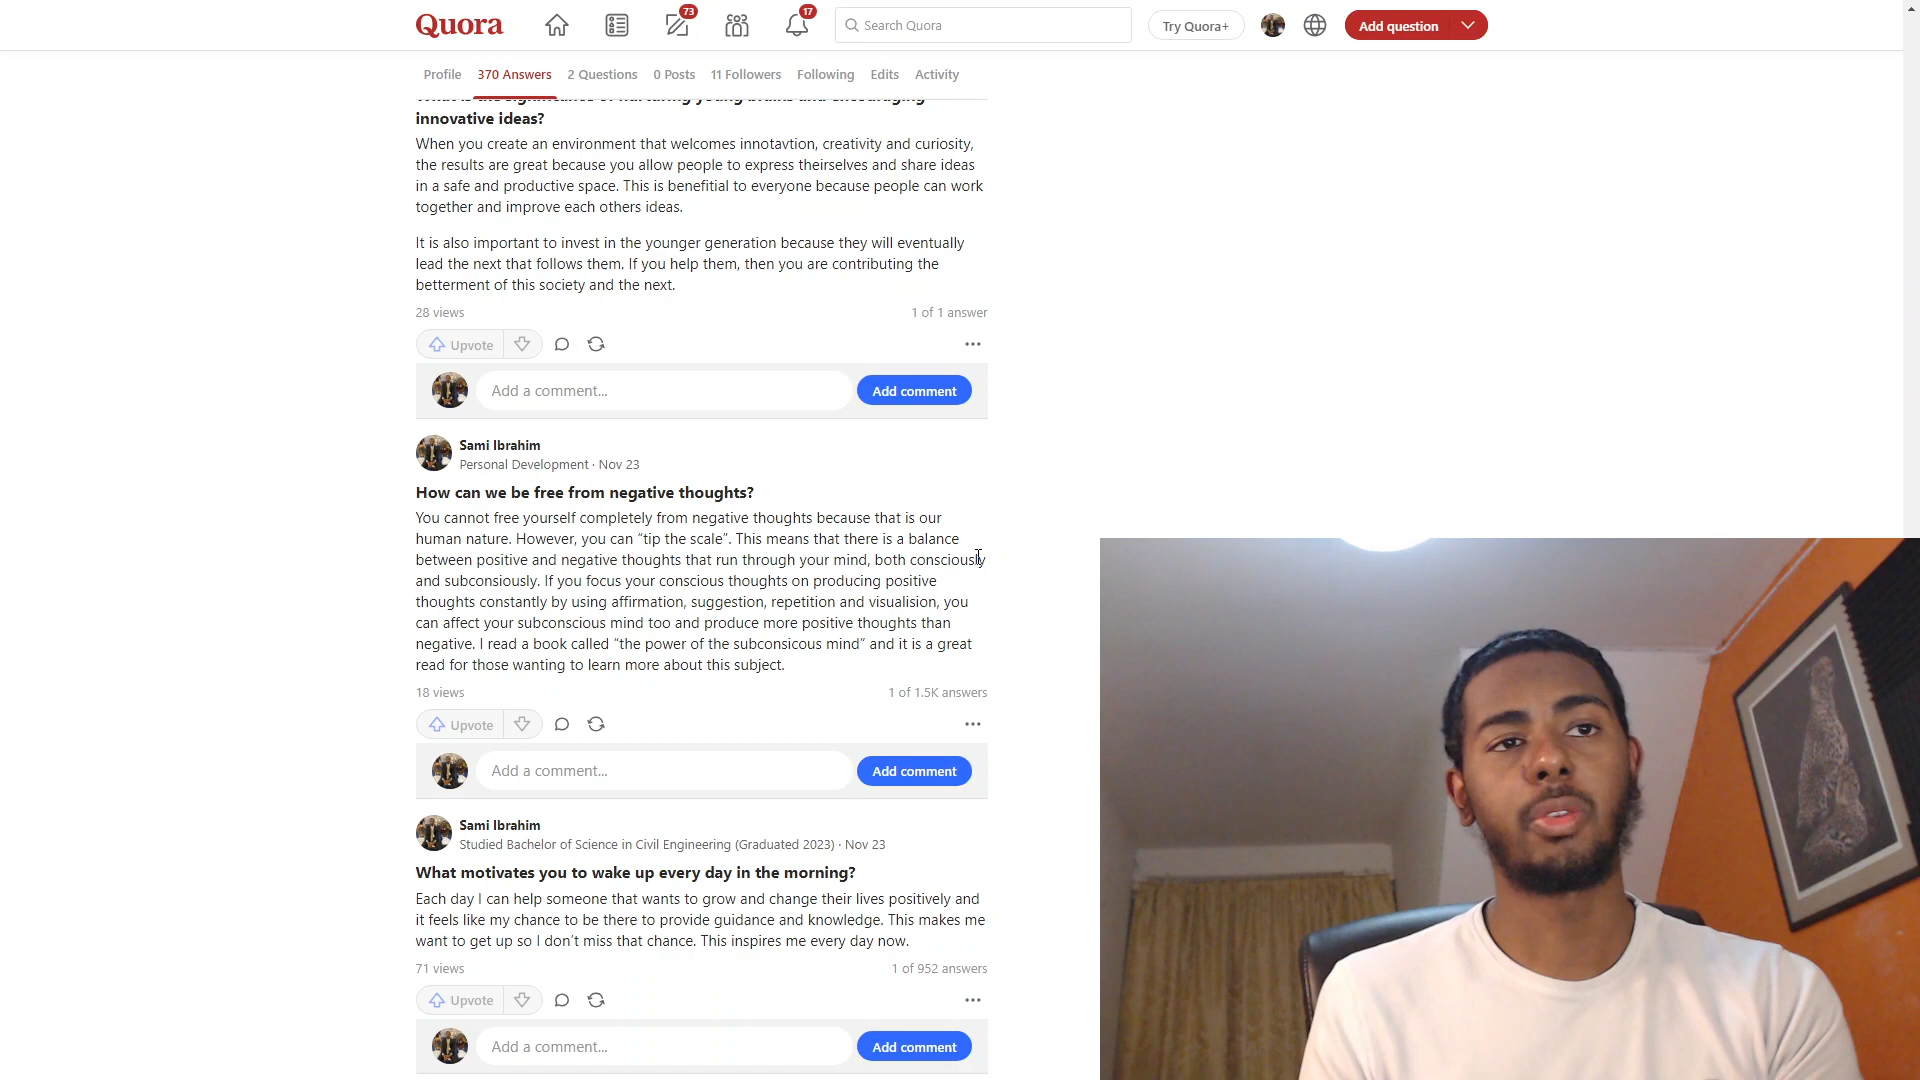 Quora
73
17
Search Quora
Try Quora+
Add question
Profile
370 Answers
2 Questions
0 Posts
11 Followers
Following
Edits
Activity
What is the significance of nurturing young brains and encouraging
innovative ideas?
When you create an environment that welcomes innotavtion, creativity and curiosity,
the results are great because you allow people to express theirselves and share ideas
in a safe and productive space. This is benefitial to everyone because people can work
together and improve each others ideas.
It is also important to invest in the younger generation because they will eventually
lead the next that follows them. If you help them, then you are contributing the
betterment of this society and the next.
28 views
1 of 1 answer
Upvote
Add a comment...
Add comment
Sami Ibrahim
Personal Development · Nov 23
How can we be free from negative thoughts?
You cannot free yourself completely from negative thoughts because that is our
human nature. However, you can “tip the scale”. This means that there is a balance
between positive and negative thoughts that run through your mind, both consciously
and subconsiously. If you focus your conscious thoughts on producing positive
thoughts constantly by using affirmation, suggestion, repetition and visualision, you
can affect your subconscious mind too and produce more positive thoughts than
negative. I read a book called “the power of the subconsicous mind” and it is a great
read for those wanting to learn more about this subject.
18 views
1 of 1.5K answers
Upvote
Add a comment...
Add comment
Sami Ibrahim
Studied Bachelor of Science in Civil Engineering (Graduated 2023) · Nov 23
What motivates you to wake up every day in the morning?
Each day I can help someone that wants to grow and change their lives positively and
it feels like my chance to be there to provide guidance and knowledge. This makes me
want to get up so I don’t miss that chance. This inspires me every day now.
71 views
1 of 952 answers
Upvote
Add a comment...
Add comment